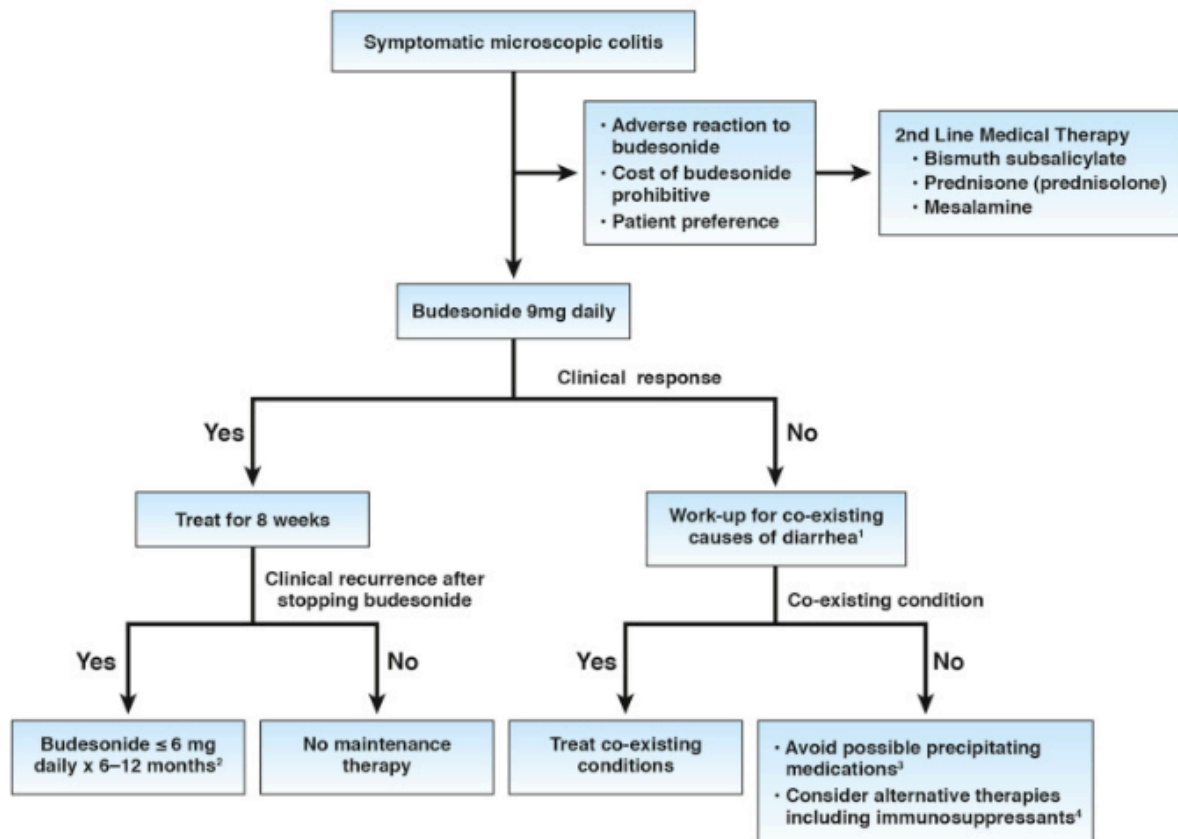 Symptomatic microscopic colitis
· Adverse reaction to
budesonide
· Cost of budesonide
prohibitive
· Patient preference
2nd Line Medical Therapy
· Bismuth subsalicylate
· Prednisone (prednisolone)
· Mesalamine
Budesonide 9mg daily
Clinical response
Yes
No
Treat for 8 weeks
Work-up for co-existing
causes of diarrhea¹
Clinical recurrence after
stopping budesonide
Co-existing condition
Yes
No
Yes
No
Budesonide ≤ 6 mg
daily x 6–12 months²
No maintenance
therapy
Treat co-existing
conditions
· Avoid possible precipitating
medications³
· Consider alternative therapies
including immunosuppressants⁴